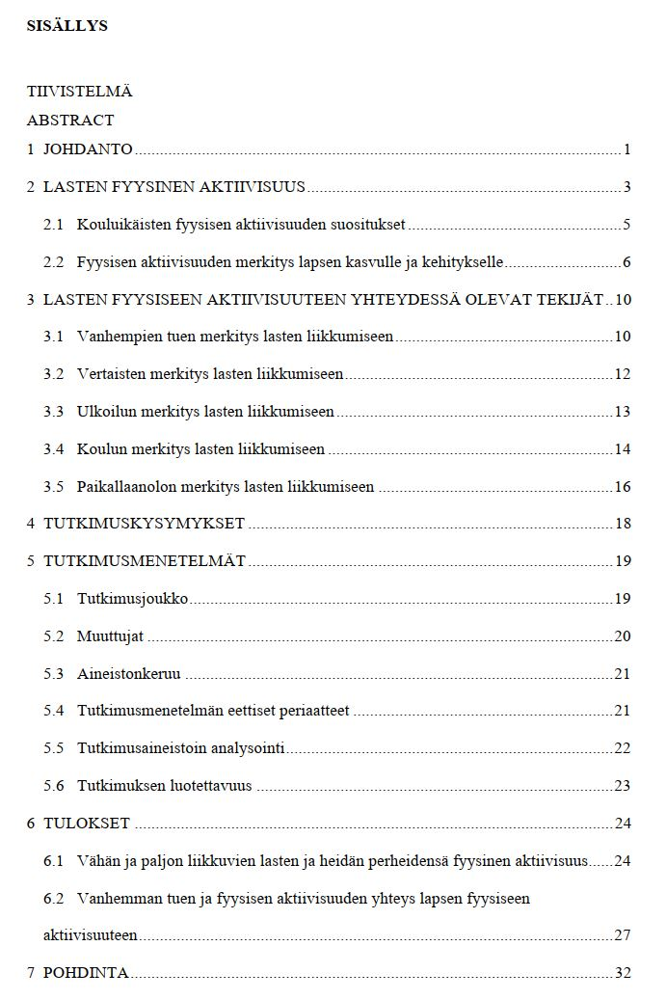 SISÄLLYS
TIIVISTELMÄ
ABSTRACT
1 JOHDANTO 1
2 LASTEN FYYSINEN AKTIIVISUUS 3
2.1 Kouluikäisten fyysisen aktiivisuuden suositukset 5
2.2 Fyysisen aktiivisuuden merkitys lapsen kasvulle ja kehitykselle 6
3 LASTEN FYYSISEEN AKTIIVISUUTEEN YHTEYDESSÄ OLEVAT TEKIJÄT 10
3.1 Vanhempien tuen merkitys lasten liikkumiseen 10
3.2 Vertaisten merkitys lasten liikkumiseen 12
3.3 Ulkoilun merkitys lasten liikkumiseen 13
3.4 Koulun merkitys lasten liikkumiseen 14
3.5 Paikallaanolon merkitys lasten liikkumiseen 16
4 TUTKIMUSKYSYMYKSET 18
5 TUTKIMUSMENETELMÄT 19
5.1 Tutkimusjoukko 19
5.2 Muuttujat 20
5.3 Aineistonkeruu 21
5.4 Tutkimusmenetelmän eettiset periaatteet 21
5.5 Tutkimusaineistoin analysointi 22
5.6 Tutkimuksen luotettavuus 23
6 TULOKSET 24
6.1 Vähän ja paljon liikkuvien lasten ja heidän perheidensä fyysinen aktiivisuus 24
6.2 Vanhemman tuen ja fyysisen aktiivisuuden yhteys lapsen fyysiseen
aktiivisuuteen 27
7 POHDINTA 32